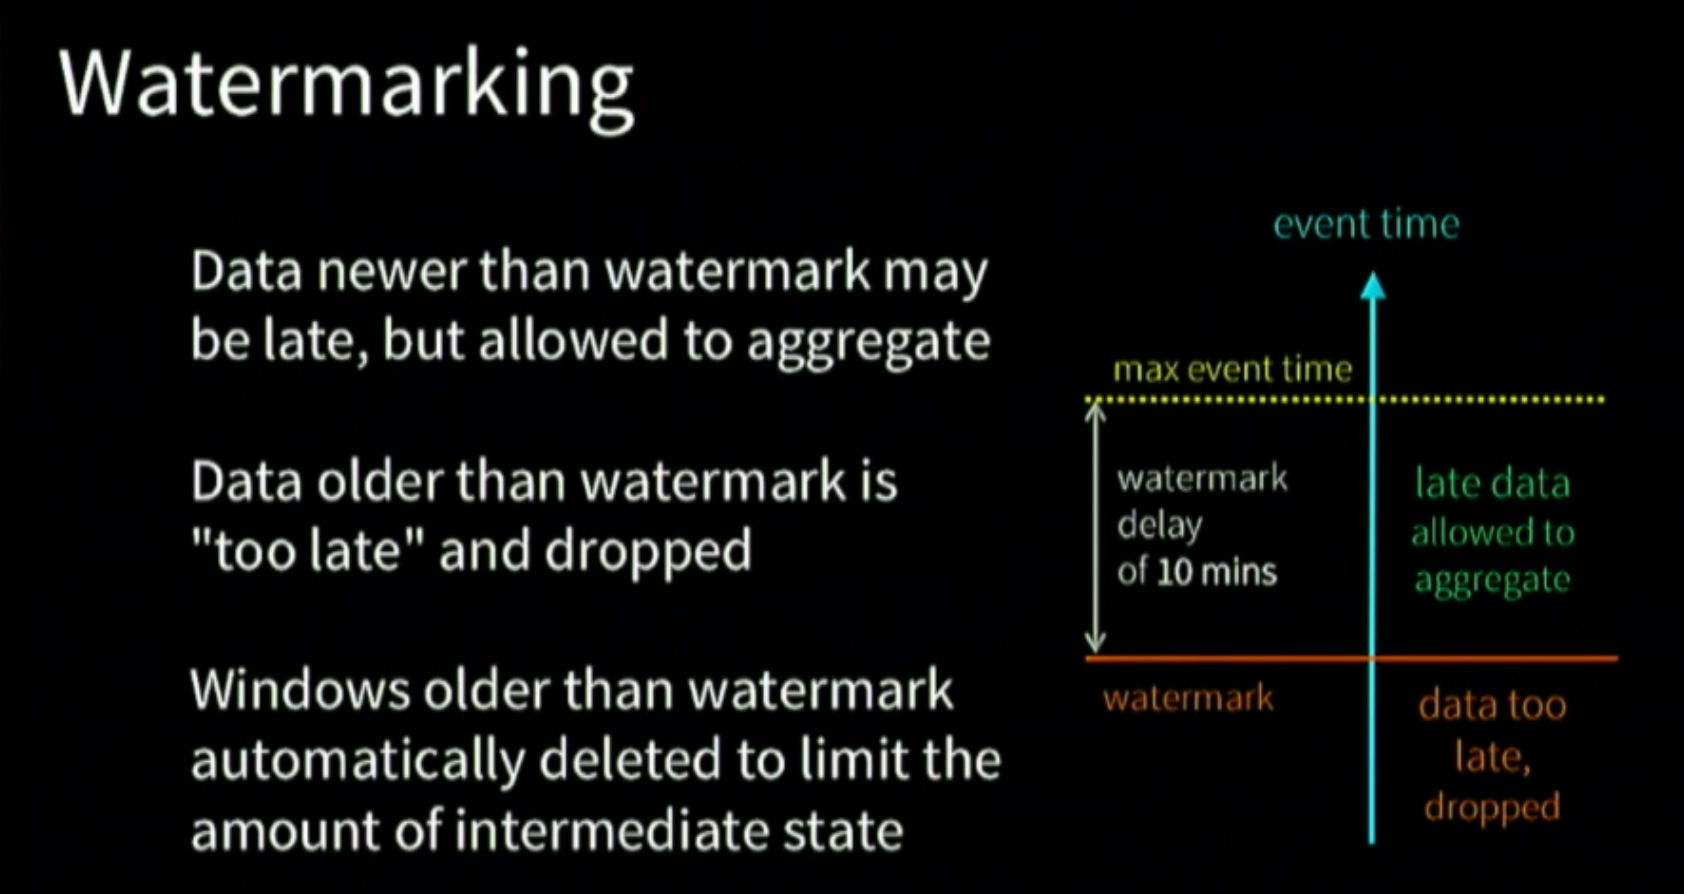 Watermarking
Data newer than watermark may
be late, but allowed to aggregate
Data older than watermark is
"too late" and dropped
Windows older than watermark
automatically deleted to limit the
amount of intermediate state
event time
max event time
watermark
delay
of 10 mins
late data
allowed to
aggregate
watermark
data too
late,
dropped